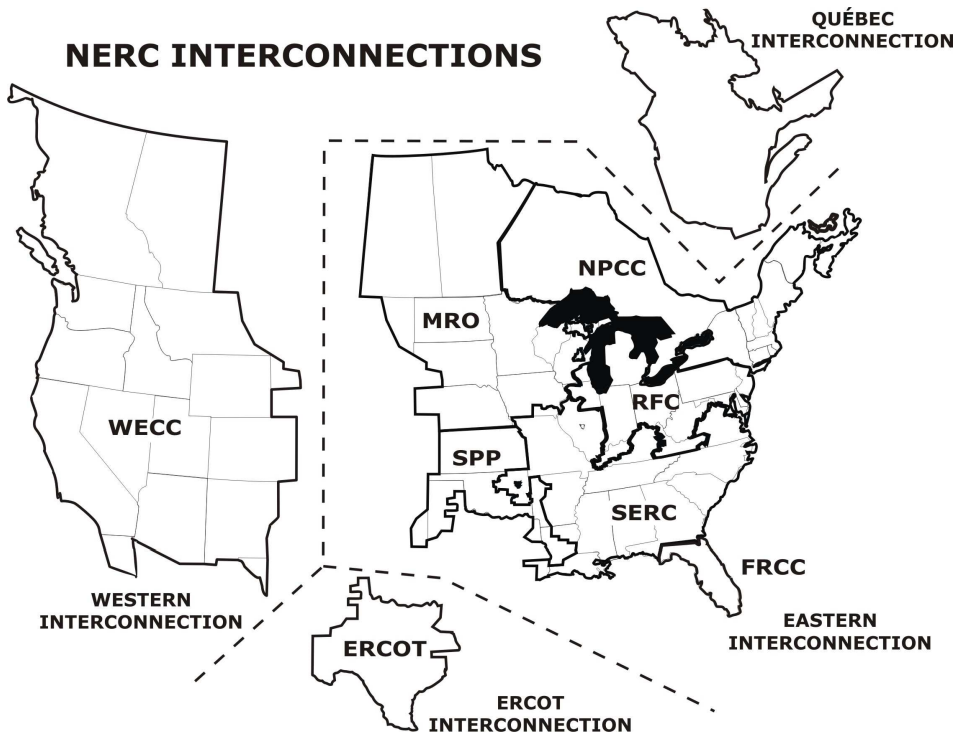 QUÉBEC
INTERCONNECTION
NERC INTERCONNECTIONS
NPCC
MRO
RFC
WECC
SPP
SERC
FRCC
WESTERN
INTERCONNECTION
EASTERN
INTERCONNECTION
ERCOT
ERCOT
INTERCONNECTION